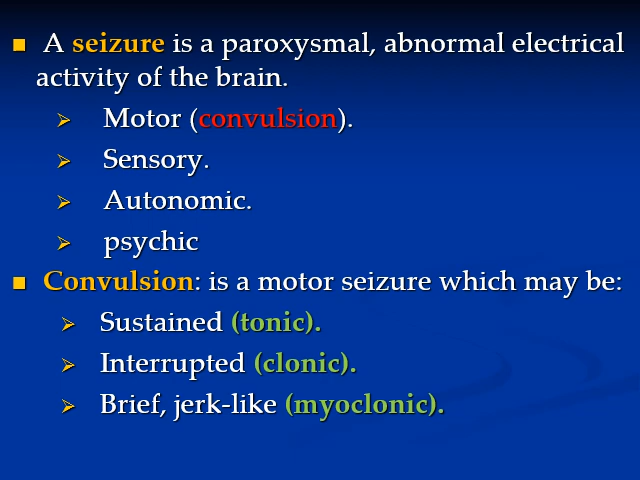 A seizure is a paroxysmal, abnormal electrical
activity of the brain.
Motor (convulsion).
Sensory.
Autonomic.
psychic
Convulsion: is a motor seizure which may be:
Sustained (tonic).
Interrupted (clonic).
Brief, jerk-like (myoclonic).